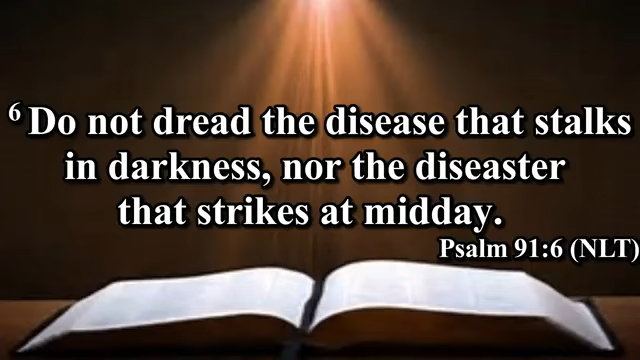 ⁶ Do not dread the disease that stalks
in darkness, nor the diseaster
that strikes at midday.
Psalm 91:6 (NLT)